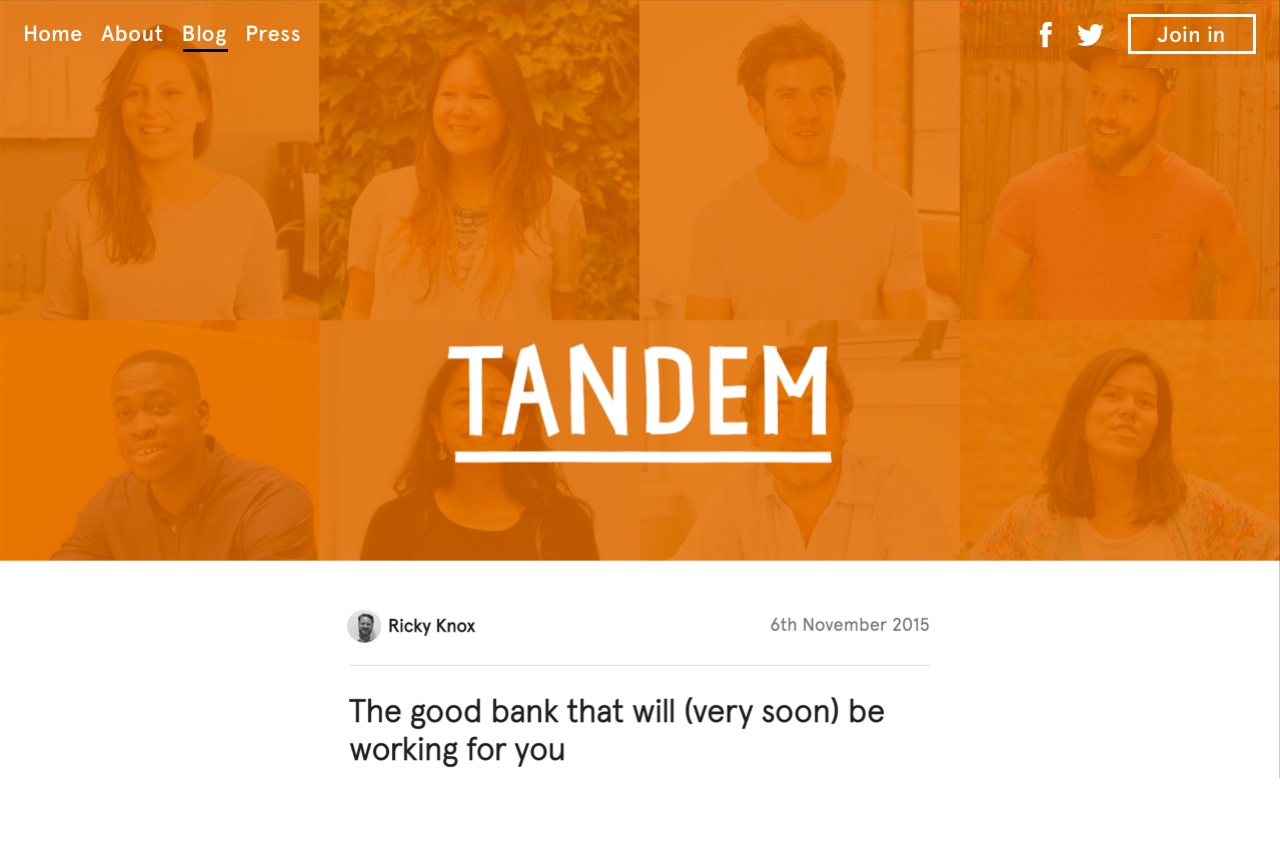 Home About Blog Press
Join in
TANDEM
Ricky Knox
6th November 2015
The good bank that will (very soon) be
working for you